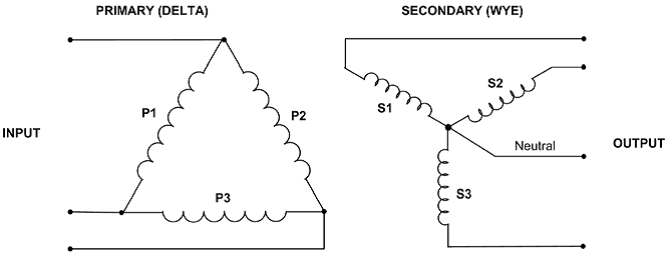 PRIMARY (DELTA)
SECONDARY (WYE)
P1
P2
P3
INPUT
S1
S2
Neutral
S3
OUTPUT